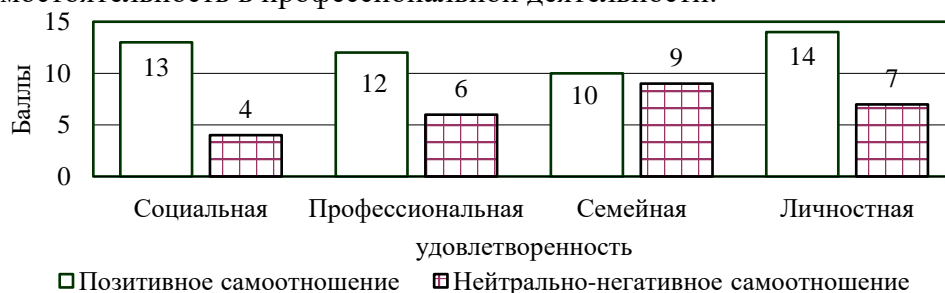 мостоятельность в профессиональной деятельности.
15
13
12
10
14
4
6
9
7
10
5
0
Баллы
Социальная Профессиональная Семейная Личностная
удовлетворенность
Позитивное самоотношение Нейтрально-негативное самоотношение